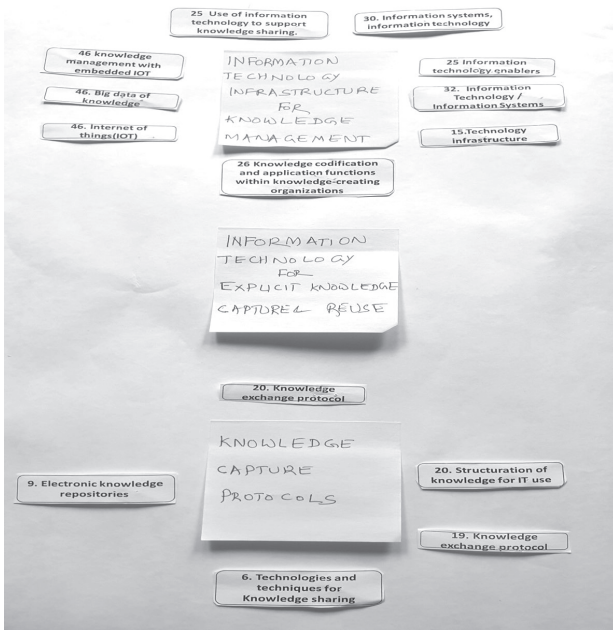 25 Use of information
technology to support
knowledge sharing.
30. Information systems,
information technology
46 knowledge
management with
embedded IOT
46. Big data of
knowledge
46. Internet of
things(IOT)
INFORMATION
TECHNOLOGY
INFRASTRUCTURE
FOR
KNOWLEDGE
MANAGEMENT
25 Information
technology enablers
32. Information
Technology /
Information Systems
15.Technology
infrastructure
26 Knowledge codification
and application functions
within knowledge-creating
organizations
INFORMATION
TECHNOLOGY
FOR
EXPLICIT KNOWLEDGE
CAPTURE& REUSE
20. Knowledge
exchange protocol
KNOWLEDGE
CAPTURE
PROTOCOLS
9. Electronic knowledge
repositories
20. Structuration of
knowledge for IT use
19. Knowledge
exchange protocol
6. Technologies and
techniques for
Knowledge sharing